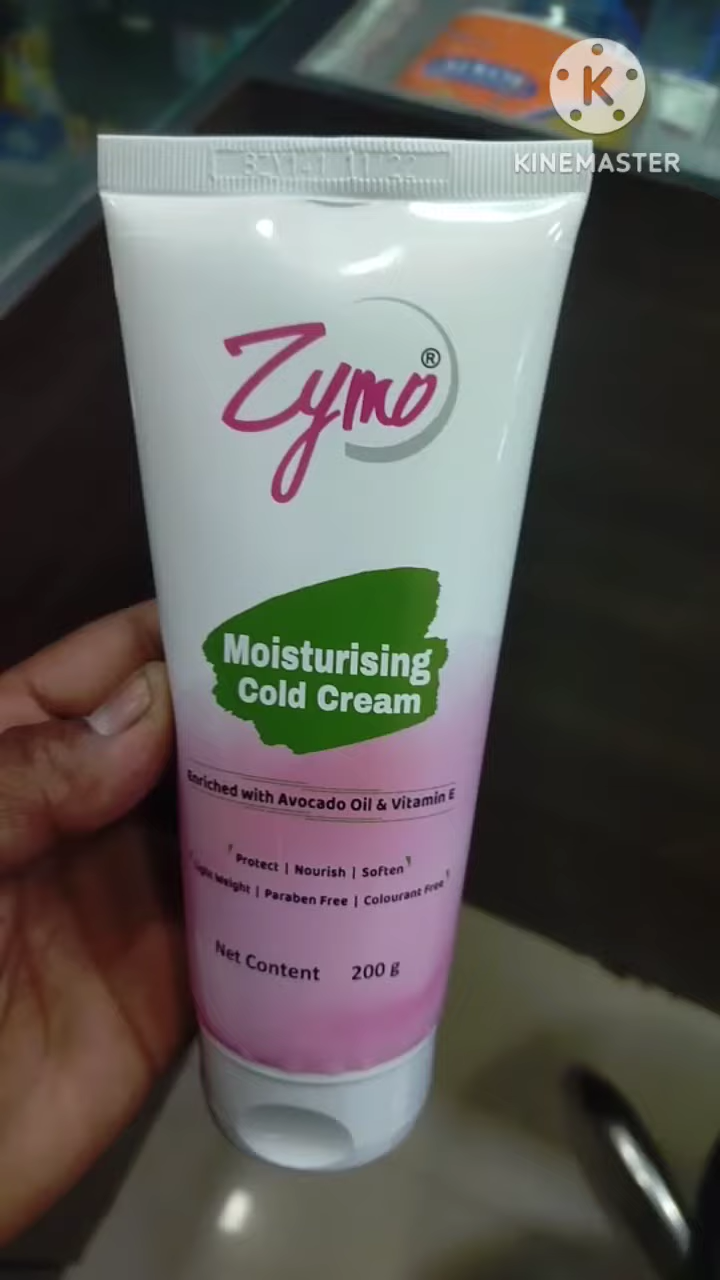 KINEMASTER
Zymo®
Moisturising
Cold Cream
Enriched with Avocado Oil & Vitamin E
Protect | Nourish | Soften
Light Weight | Paraben Free | Colourant Free
Net Content 200 g